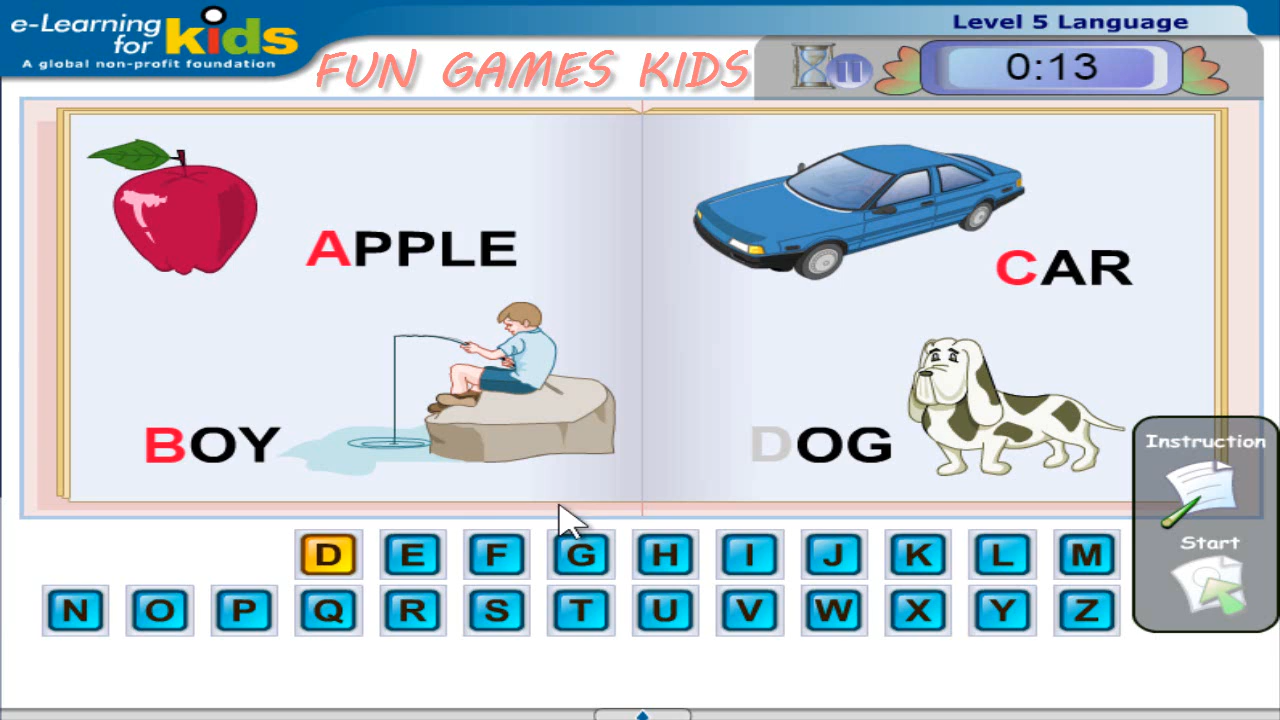 e-Learning
for kids
A global non-profit foundation
FUN GAMES KIDS
Level 5 Language
0:13
APPLE
CAR
BOY
DOG
Instruction
Start
D E F G H I J K L M
N O P Q R S T U V W X Y Z